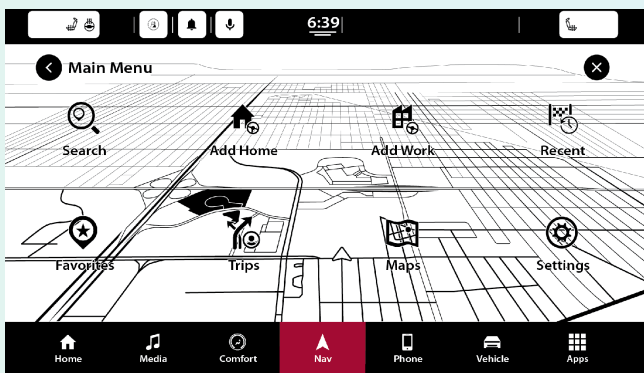 6:39
Main Menu
Search Add Home Add Work Recent
Favorites Trips Maps Settings
Home Media Comfort Nav Phone Vehicle Apps